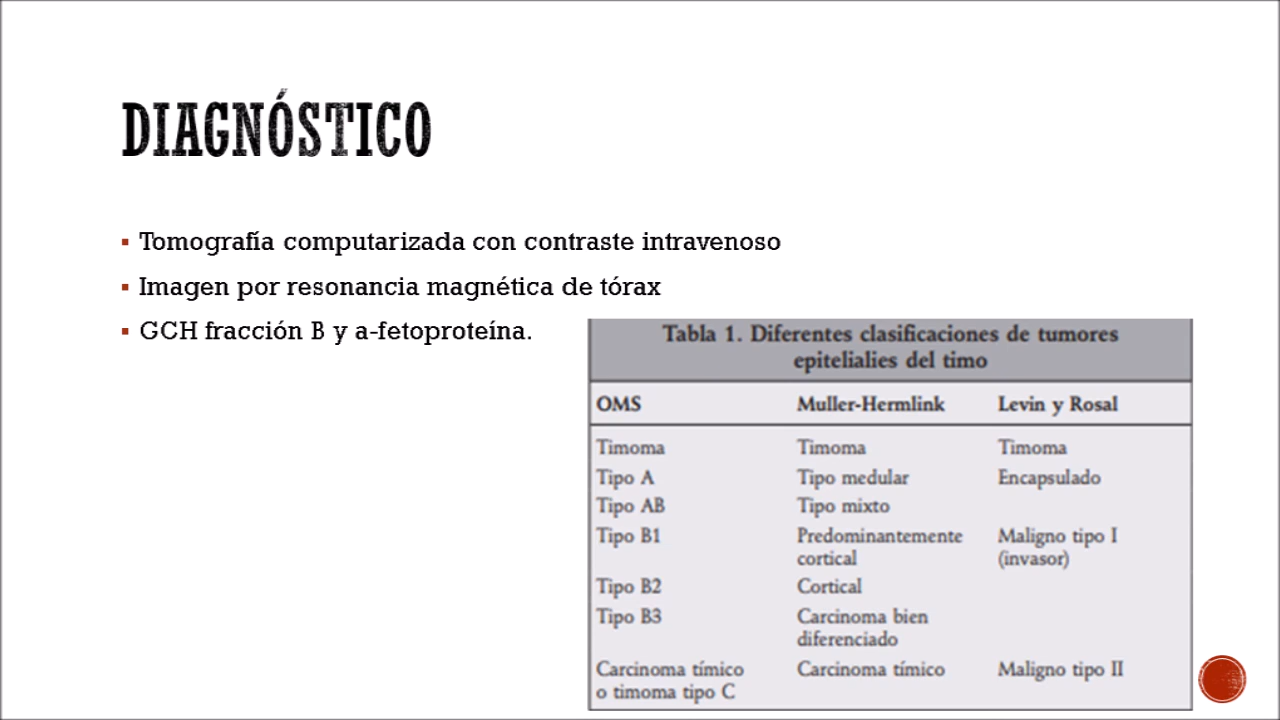 DIAGNÓSTICO
▪ Tomografía computarizada con contraste intravenoso
▪ Imagen por resonancia magnética de tórax
▪ GCH fracción B y a-fetoproteína.
Tabla 1. Diferentes clasificaciones de tumores
epitelialies del timo
OMS Muller-Hermlink Levin y Rosal
Timoma Timoma Timoma
Tipo A Tipo medular Encapsulado
Tipo AB Tipo mixto
Tipo B1 Predominantemente Maligno tipo I
cortical (invasor)
Tipo B2 Cortical
Tipo B3 Carcinoma bien
diferenciado
Carcinoma tímico Carcinoma tímico Maligno tipo II
o timoma tipo C